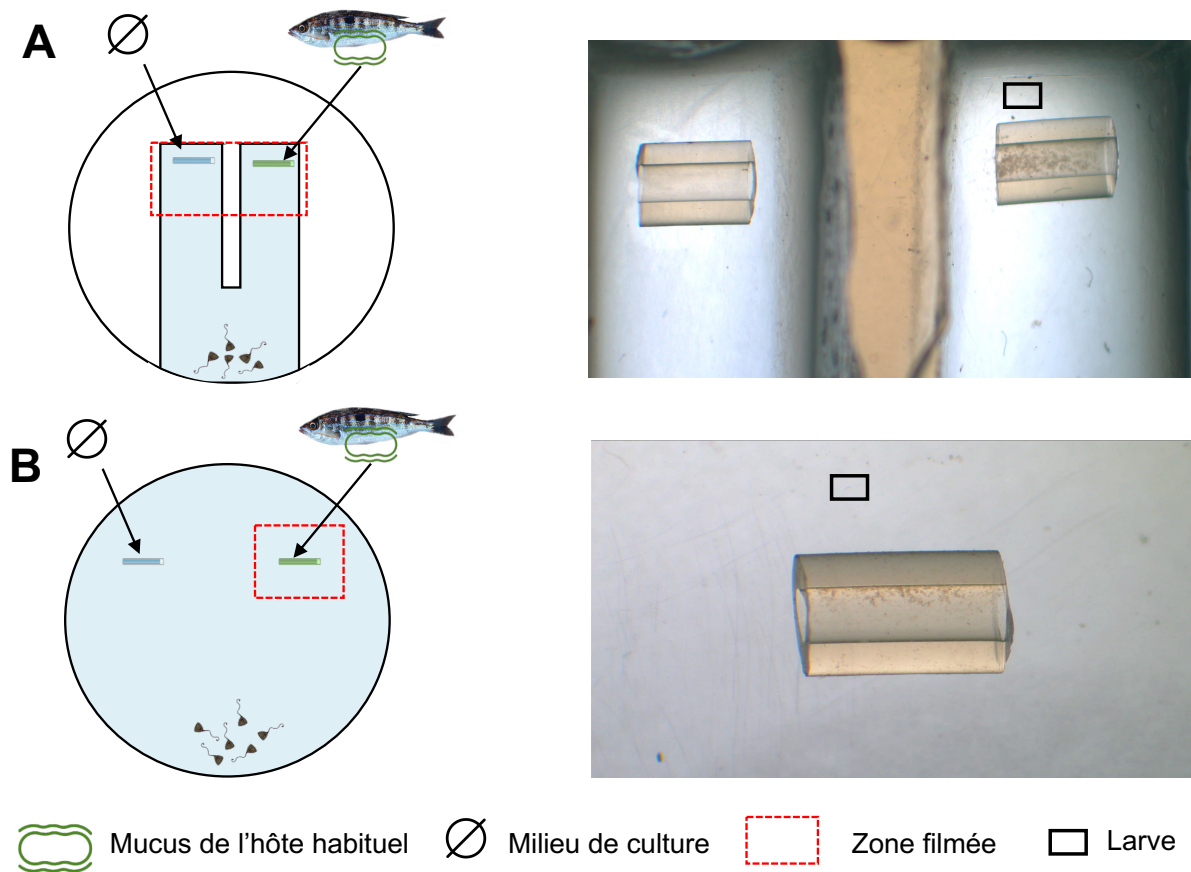 A
B
Mucus de l’hôte habituel
Milieu de culture
Zone filmée
Larve